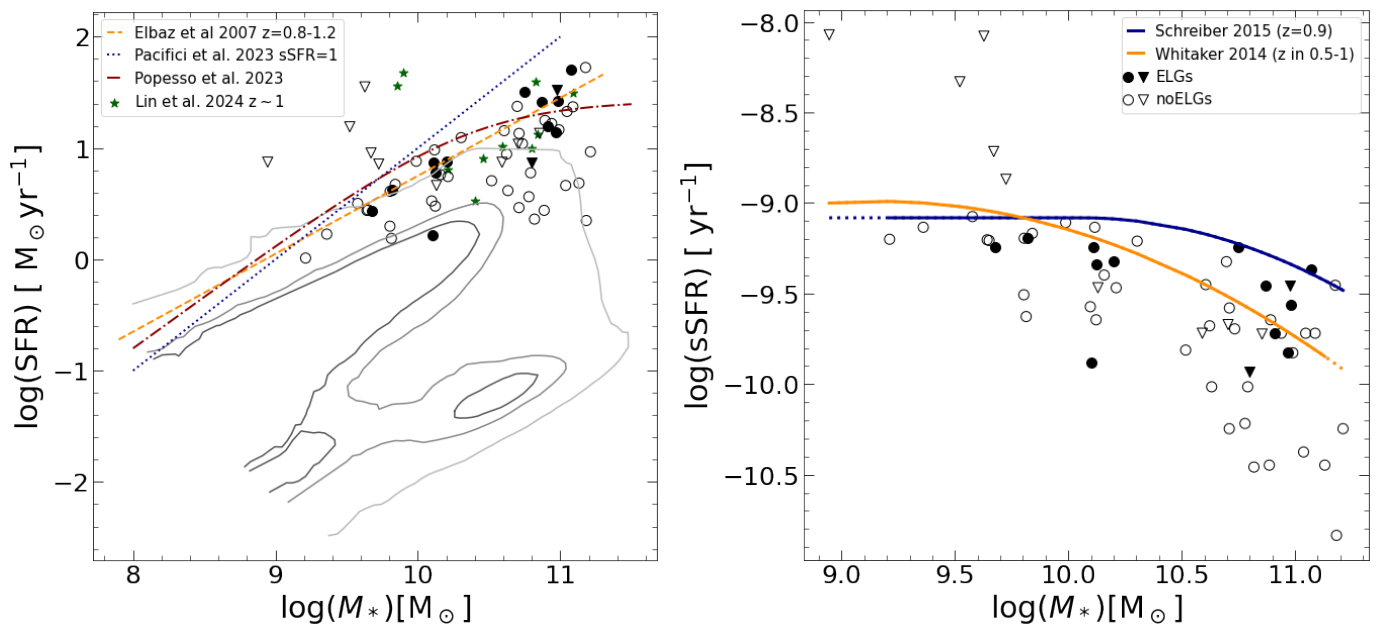 Elbaz et al 2007 z=0.8-1.2
Pacifici et al. 2023 sSFR=1
Popesso et al. 2023
Lin et al. 2024 z∼1
2
1
0
−1
−2
log(SFR) [ M⊙yr⁻¹]
8
9
10
11
log(M*)[M⊙]
Schreiber 2015 (z=0.9)
Whitaker 2014 (z in 0.5-1)
ELGs
noELGs
−8.0
−8.5
−9.0
−9.5
−10.0
−10.5
log(sSFR) [ yr⁻¹]
9.0
9.5
10.0
10.5
11.0
log(M*)[M⊙]